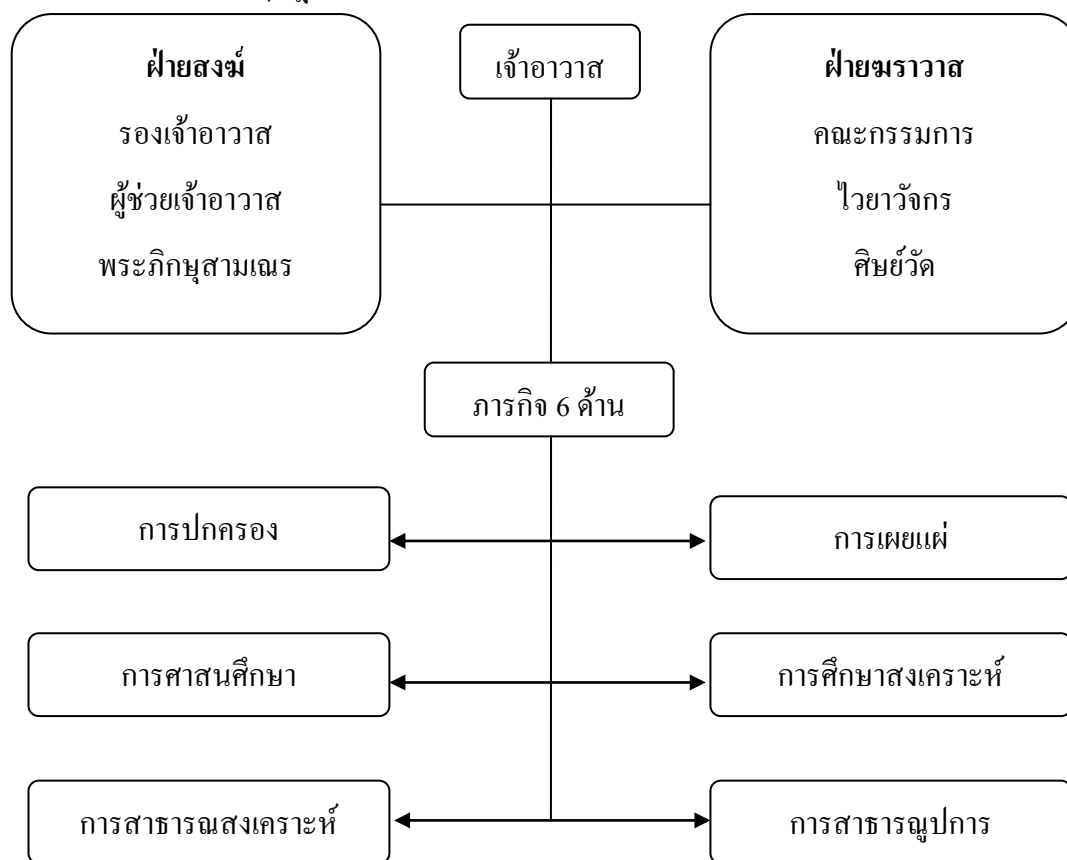 ฝ่ายสงฆ์
รองเจ้าอาวาส
ผู้ช่วยเจ้าอาวาส
พระภิกษุสามเณร
เจ้าอาวาส
ฝ่ายฆราวาส
คณะกรรมการ
ไวยาวัจกร
ศิษย์วัด
ภารกิจ 6 ด้าน
การปกครอง
การเผยแผ่
การศาสนศึกษา
การศึกษาสงเคราะห์
การสาธารณสงเคราะห์
การสาธารณูปการ